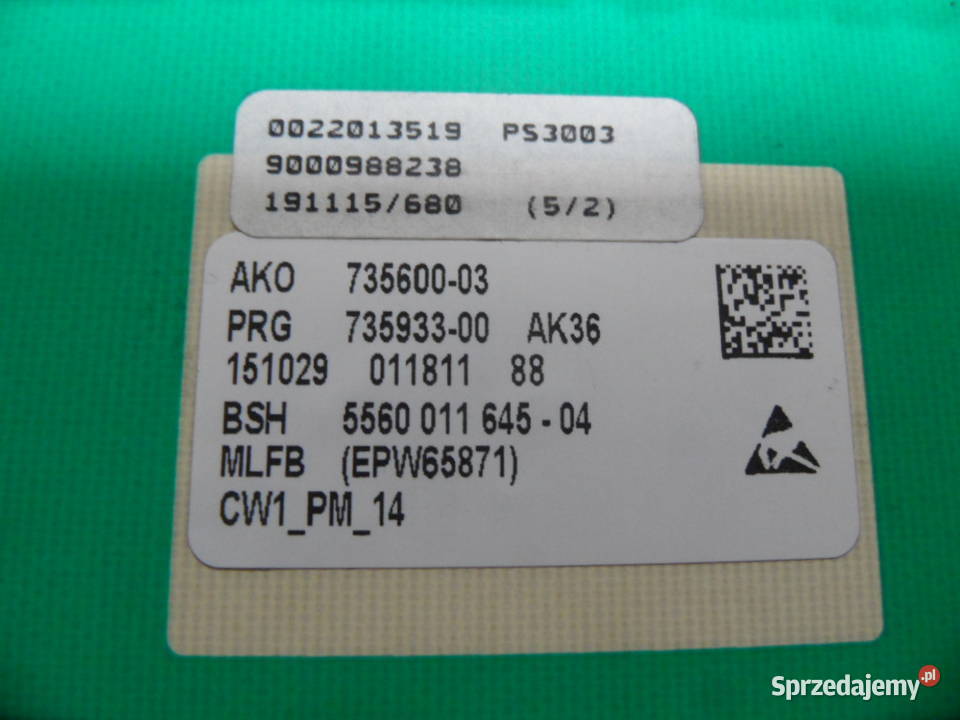 0022013519 PS3003
9000988238
191115/680 (5/2)
AKO 735600-03
PRG 735933-00 AK36
151029 011811 88
BSH 5560 011 645 - 04
MLFB (EPW65871)
CW1_PM_14
Sprzedajemy.pl